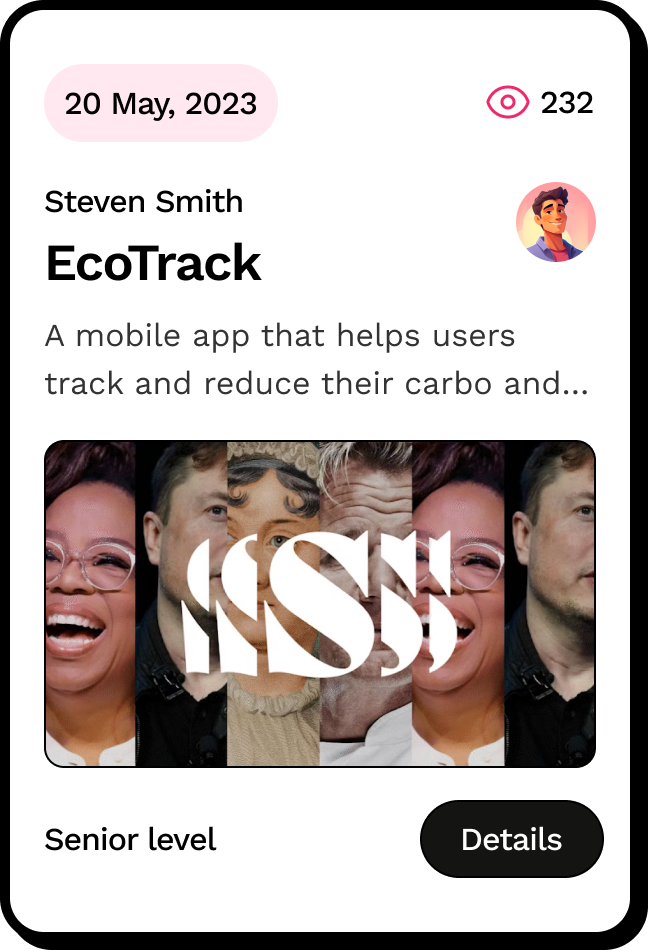 20 May, 2023
232
Steven Smith
EcoTrack
A mobile app that helps users
track and reduce their carbo and...
Senior level
Details